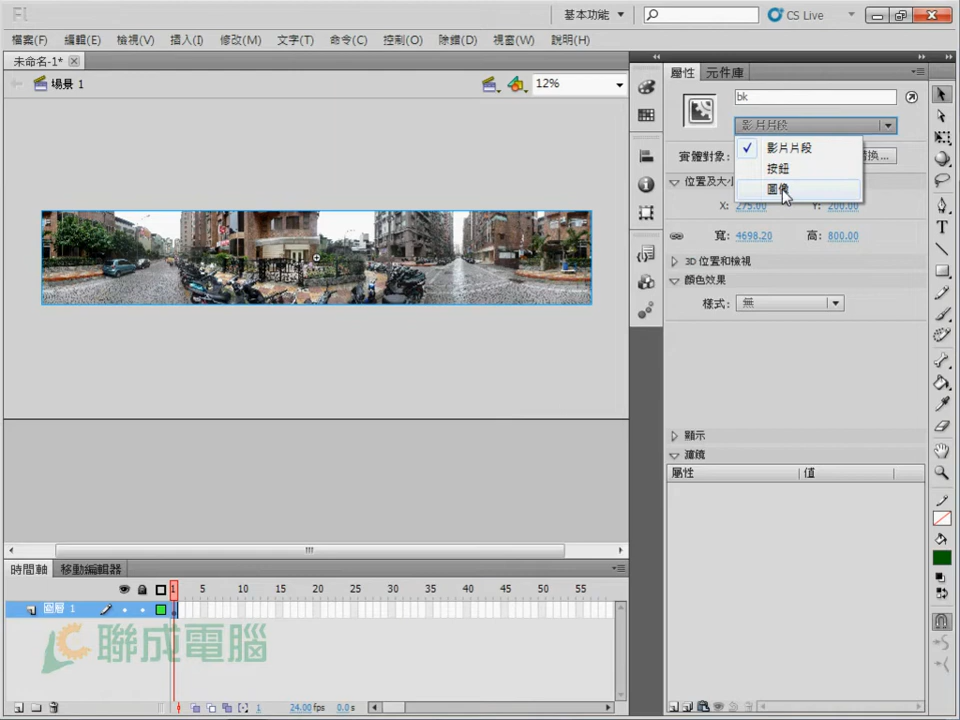 Fl
基本功能
CS Live
檔案(F) 編輯(E) 檢視(V) 插入(I) 修改(M) 文字(T) 命令(C) 控制(O) 除錯(D) 視窗(W) 說明(H)
未命名-1*
場景 1
12%
屬性 元件庫
bk
影片片段
影片片段
按鈕
圖像
實體對象:
換...
位置及大小
X: 275.00 Y: 200.00
寬: 4698.20 高: 800.00
3D 位置和檢視
顏色效果
樣式: 無
顯示
濾鏡
屬性 值
時間軸 移動編輯器
1 5 10 15 20 25 30 35 40 45 50 55
圖層 1
聯成電腦
1 24.00 fps 0.0 s